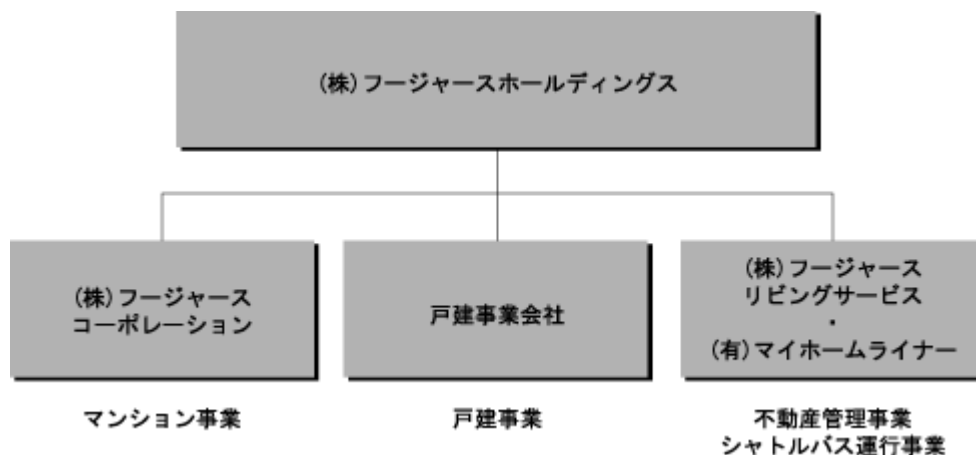 (株)フージャースホールディングス
(株)フージャース
コーポレーション
戸建事業会社
(株)フージャース
リビングサービス
・
(有)マイホームライナー
マンション事業
戸建事業
不動産管理事業
シャトルバス運行事業